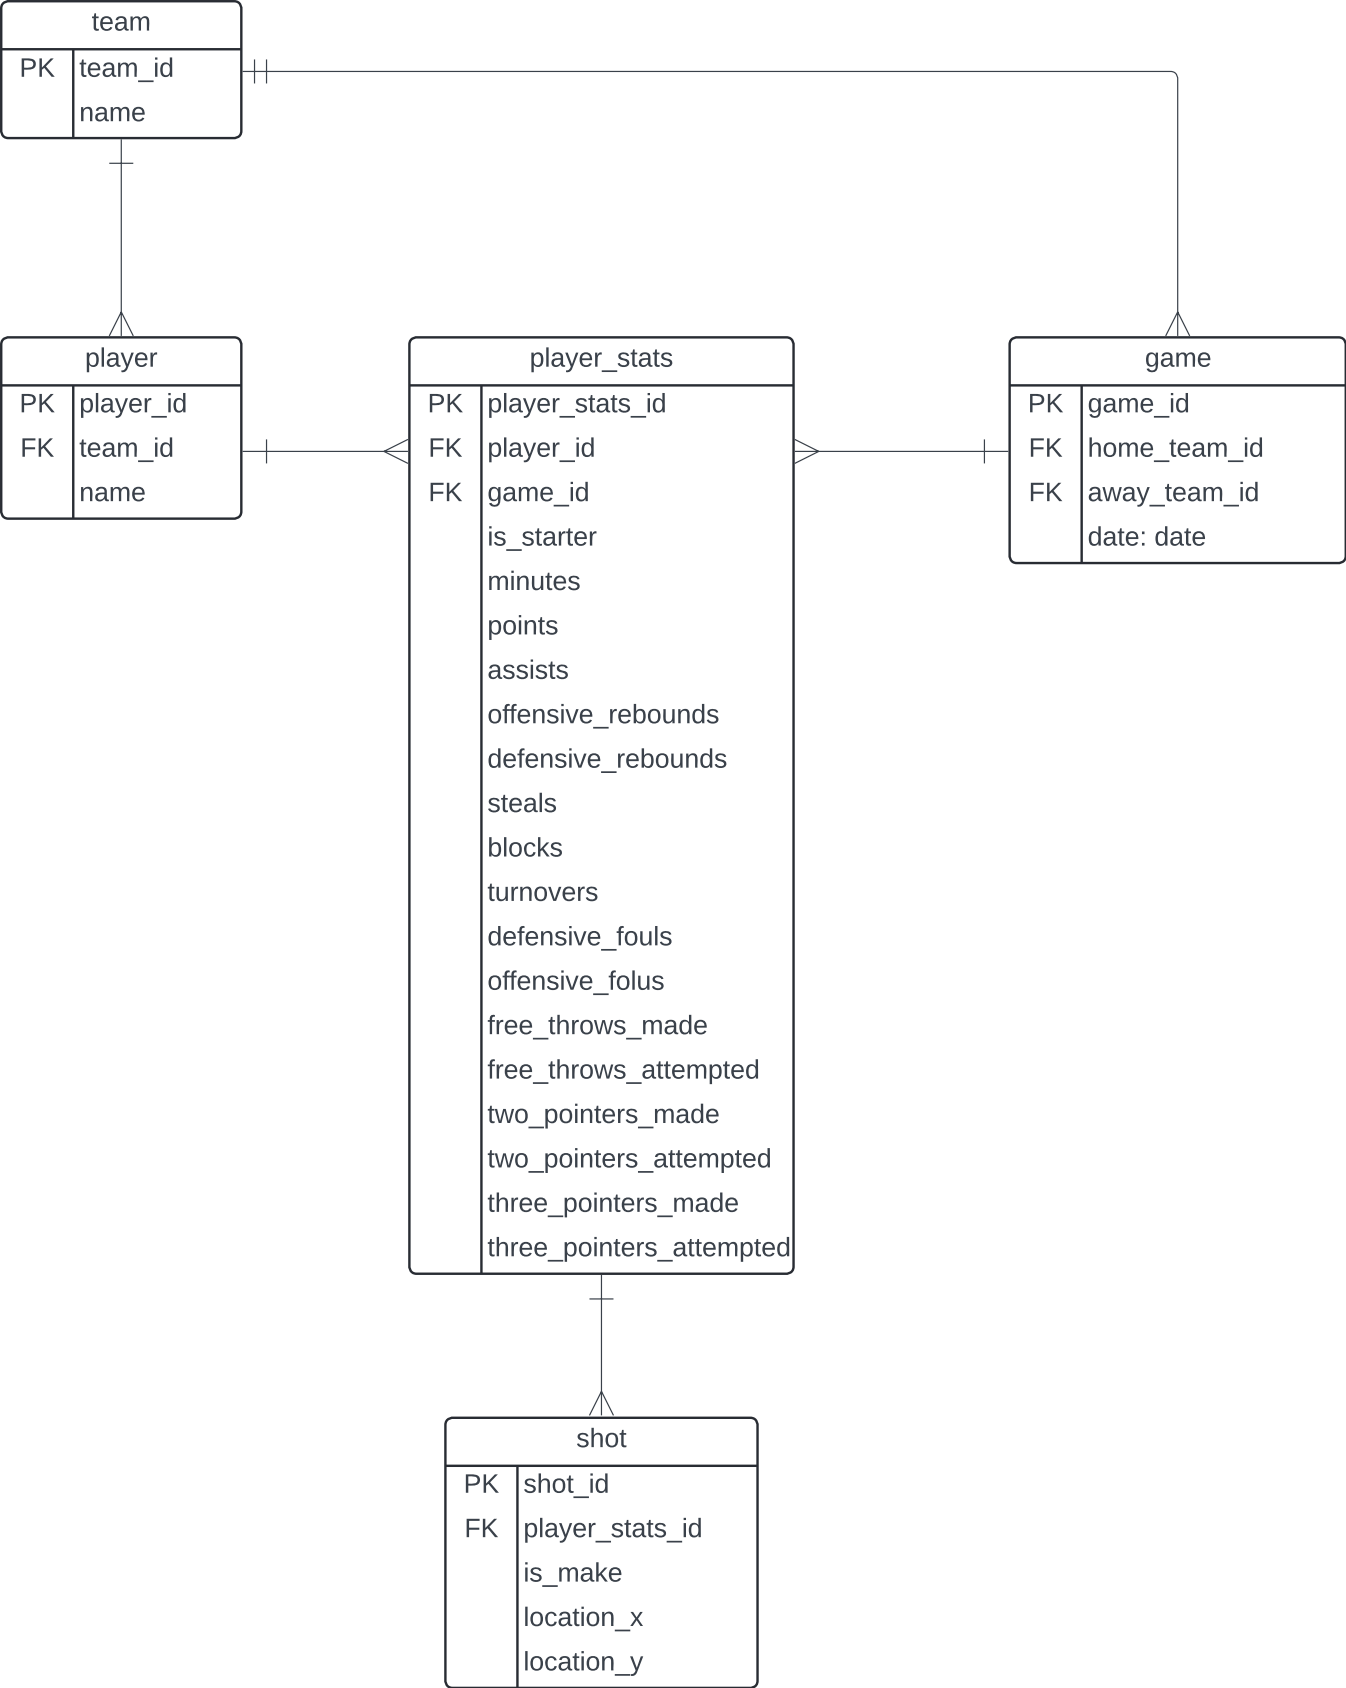 team
PK team_id
name
player
PK player_id
FK team_id
name
player_stats
PK player_stats_id
FK player_id
FK game_id
is_starter
minutes
points
assists
offensive_rebounds
defensive_rebounds
steals
blocks
turnovers
defensive_fouls
offensive_folus
free_throws_made
free_throws_attempted
two_pointers_made
two_pointers_attempted
three_pointers_made
three_pointers_attempted
game
PK game_id
FK home_team_id
FK away_team_id
date: date
shot
PK shot_id
FK player_stats_id
is_make
location_x
location_y